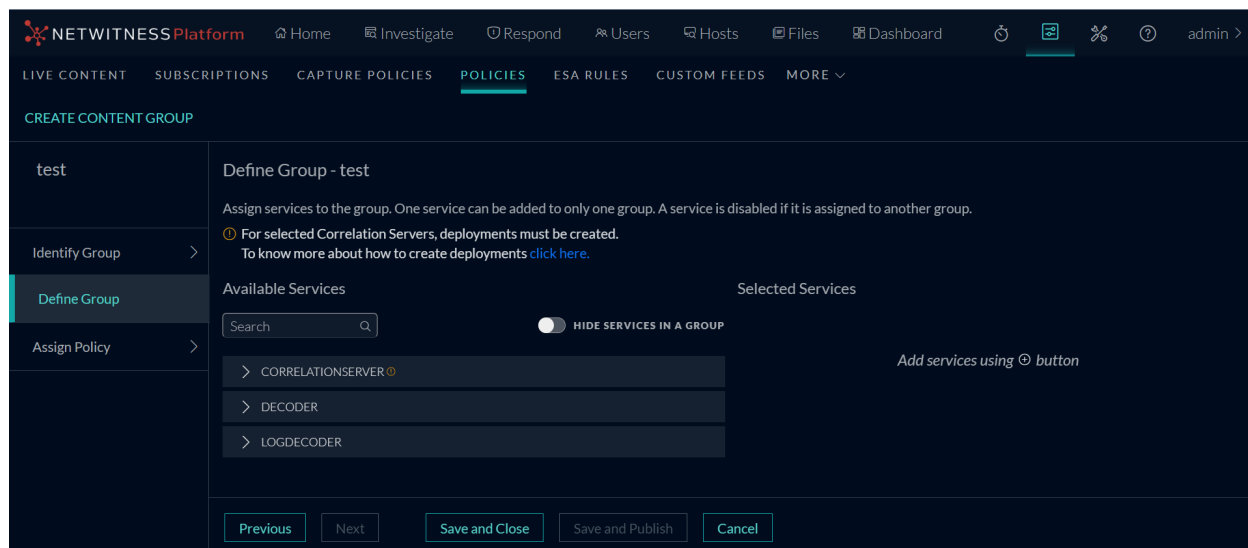 NETWITNESS Platform Home Investigate Respond Users Hosts Files Dashboard admin >
LIVE CONTENT SUBSCRIPTIONS CAPTURE POLICIES POLICIES ESA RULES CUSTOM FEEDS MORE
CREATE CONTENT GROUP
test
Define Group - test
Assign services to the group. One service can be added to only one group. A service is disabled if it is assigned to another group.
For selected Correlation Servers, deployments must be created.
To know more about how to create deployments click here.
Identify Group
Define Group
Assign Policy
Available Services
Selected Services
Search
HIDE SERVICES IN A GROUP
CORRELATIONSERVER
DECODER
LOGDECODER
Add services using ⊕ button
Previous Next Save and Close Save and Publish Cancel